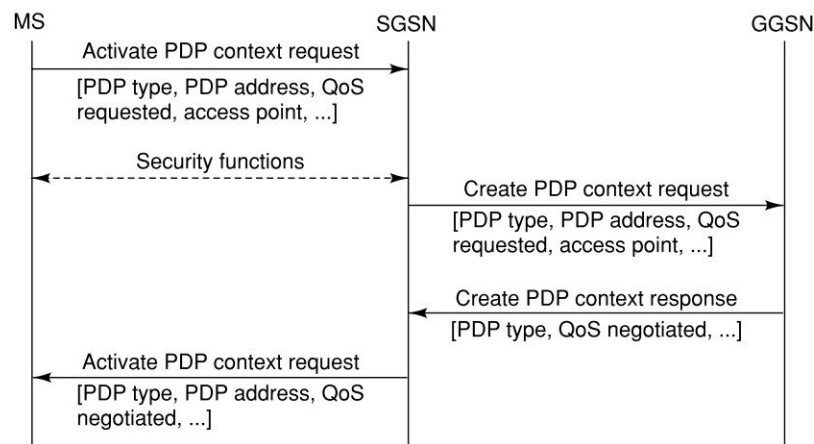 MS
SGSN
GGSN
Activate PDP context request
[PDP type, PDP address, QoS
requested, access point, ...]
Security functions
Create PDP context request
[PDP type, PDP address, QoS
requested, access point, ...]
Create PDP context response
[PDP type, QoS negotiated, ...]
Activate PDP context request
[PDP type, PDP address, QoS
negotiated, ...]